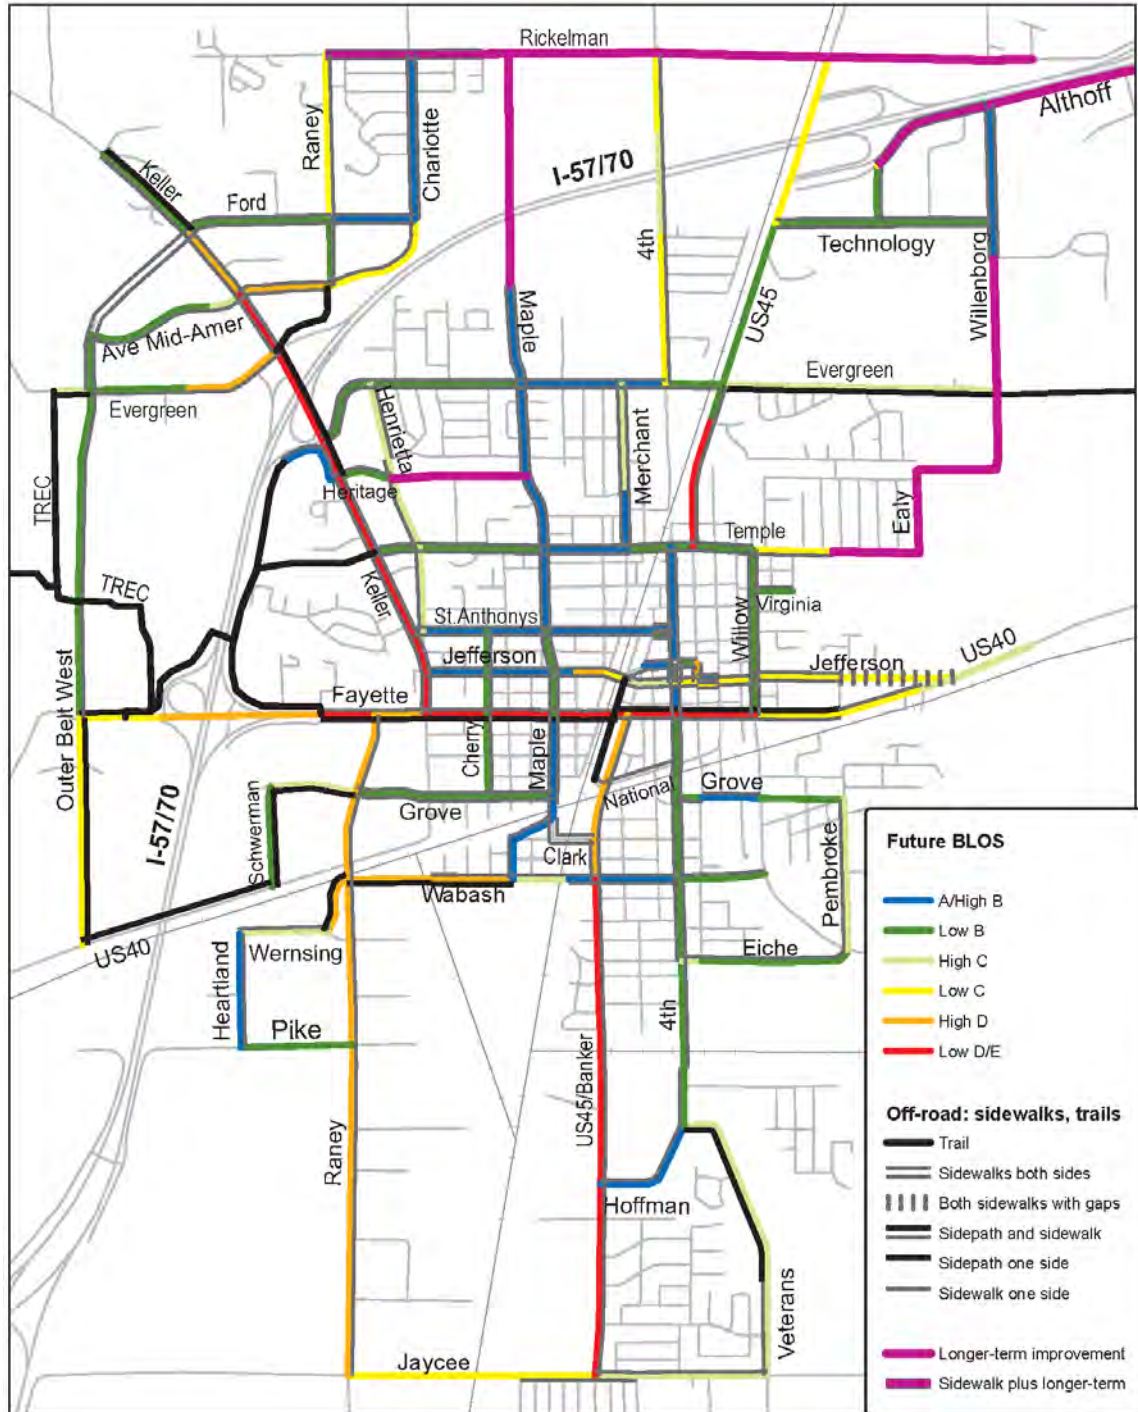 Rickelman
Althoff
Raney
Charlotte
I-57/70
Keller
Ford
4th
Technology
Willenborg
US45
Maple
Ave Mid-Amer
Evergreen
Evergreen
Henrietta
Merchant
Heritage
TREC
Ealy
Temple
TREC
Keller
Virginia
Willow
St.Anthonys
Jefferson
Jefferson
US40
Outer Belt West
Fayette
Cherry
Maple
National
Grove
Grove
Schwerman
I-57/70
Clark
Wabash
Pembroke
US40
Wernsing
Eiche
Heartland
Pike
4th
US45/Banker
Raney
Hoffman
Veterans
Jaycee
Future BLOS
A/High B
Low B
High C
Low C
High D
Low D/E
Off-road: sidewalks, trails
Trail
Sidewalks both sides
Both sidewalks with gaps
Sidepath and sidewalk
Sidepath one side
Sidewalk one side
Longer-term improvement
Sidewalk plus longer-term